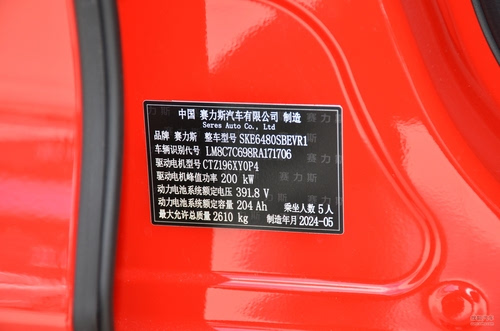 中国 赛力斯汽车有限公司 制造
Seres Auto Co., Ltd
品牌 赛力斯 整车型号 SKE6480SBEVR1
车辆识别代号 LM8C7C698RA171706
驱动电机型号 CTZ196XY0P4
驱动电机峰值功率 200 kW
动力电池系统额定电压 391.8 V
动力电池系统额定容量 204 Ah 乘坐人数 5人
最大允许总质量 2610 kg 制造年月 2024-05